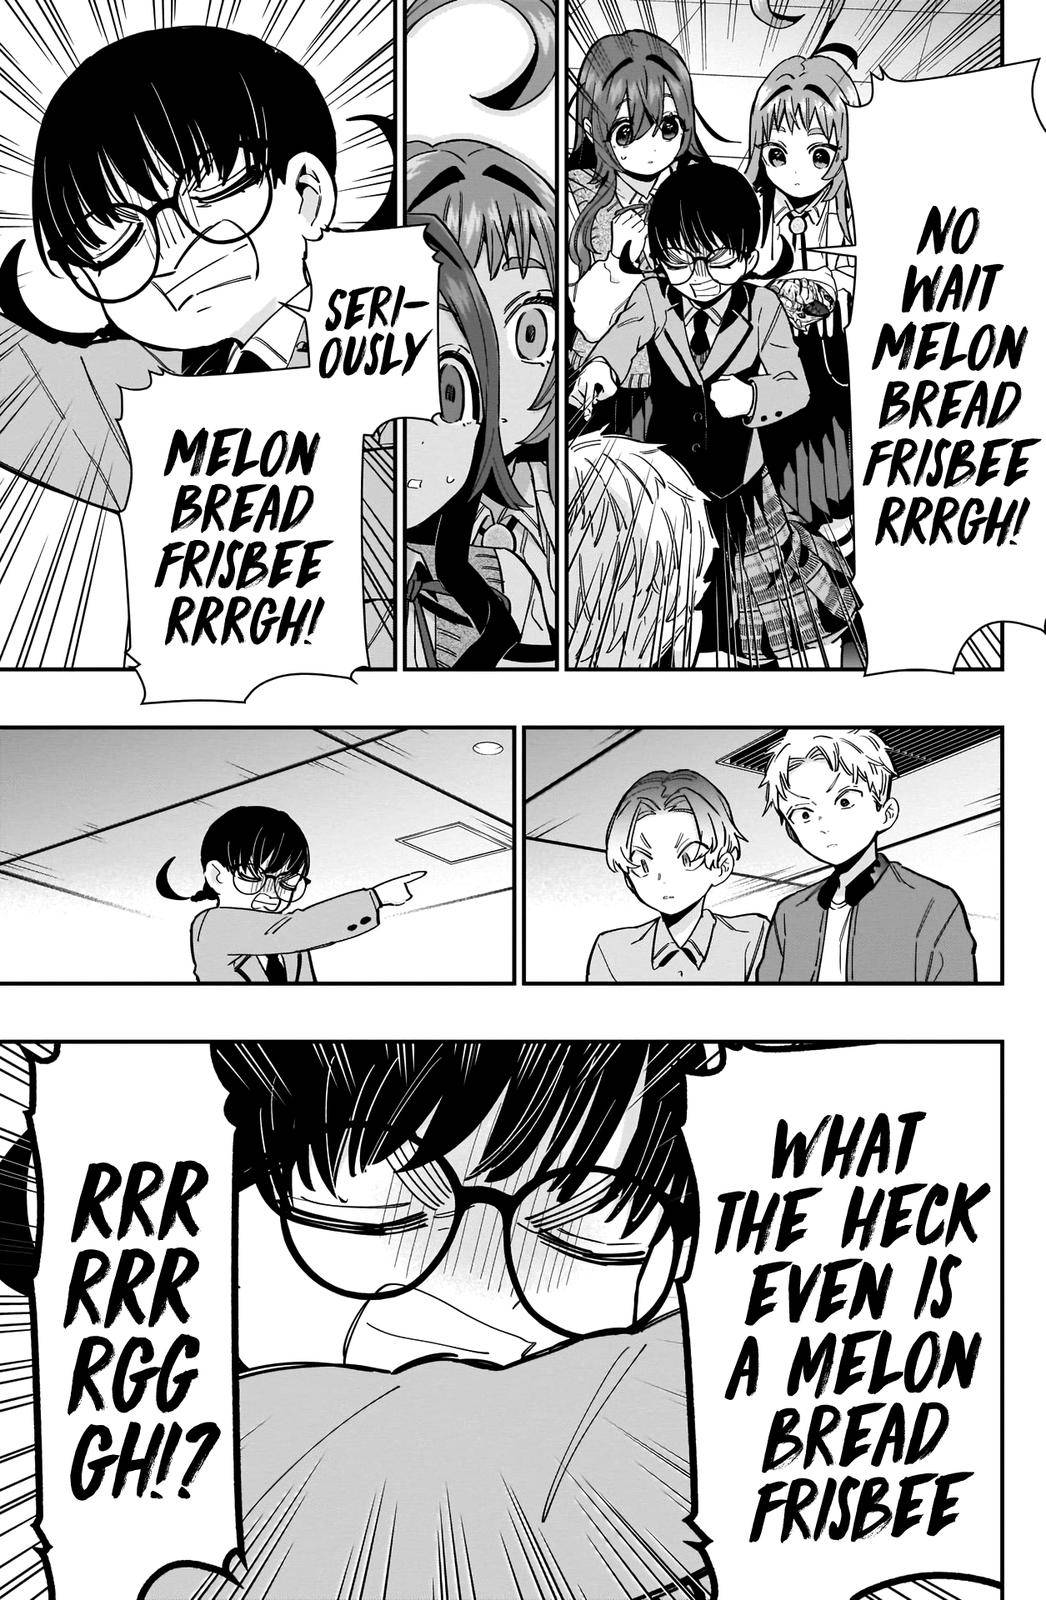 NO
WAIT
MELON
BREAD
FRISBEE
RRRGH!
SERI-
OUSLY
MELON
BREAD
FRISBEE
RRRGH!
WHAT
THE HECK
EVEN IS
A MELON
BREAD
FRISBEE
RRR
RRR
RGG
GH!?